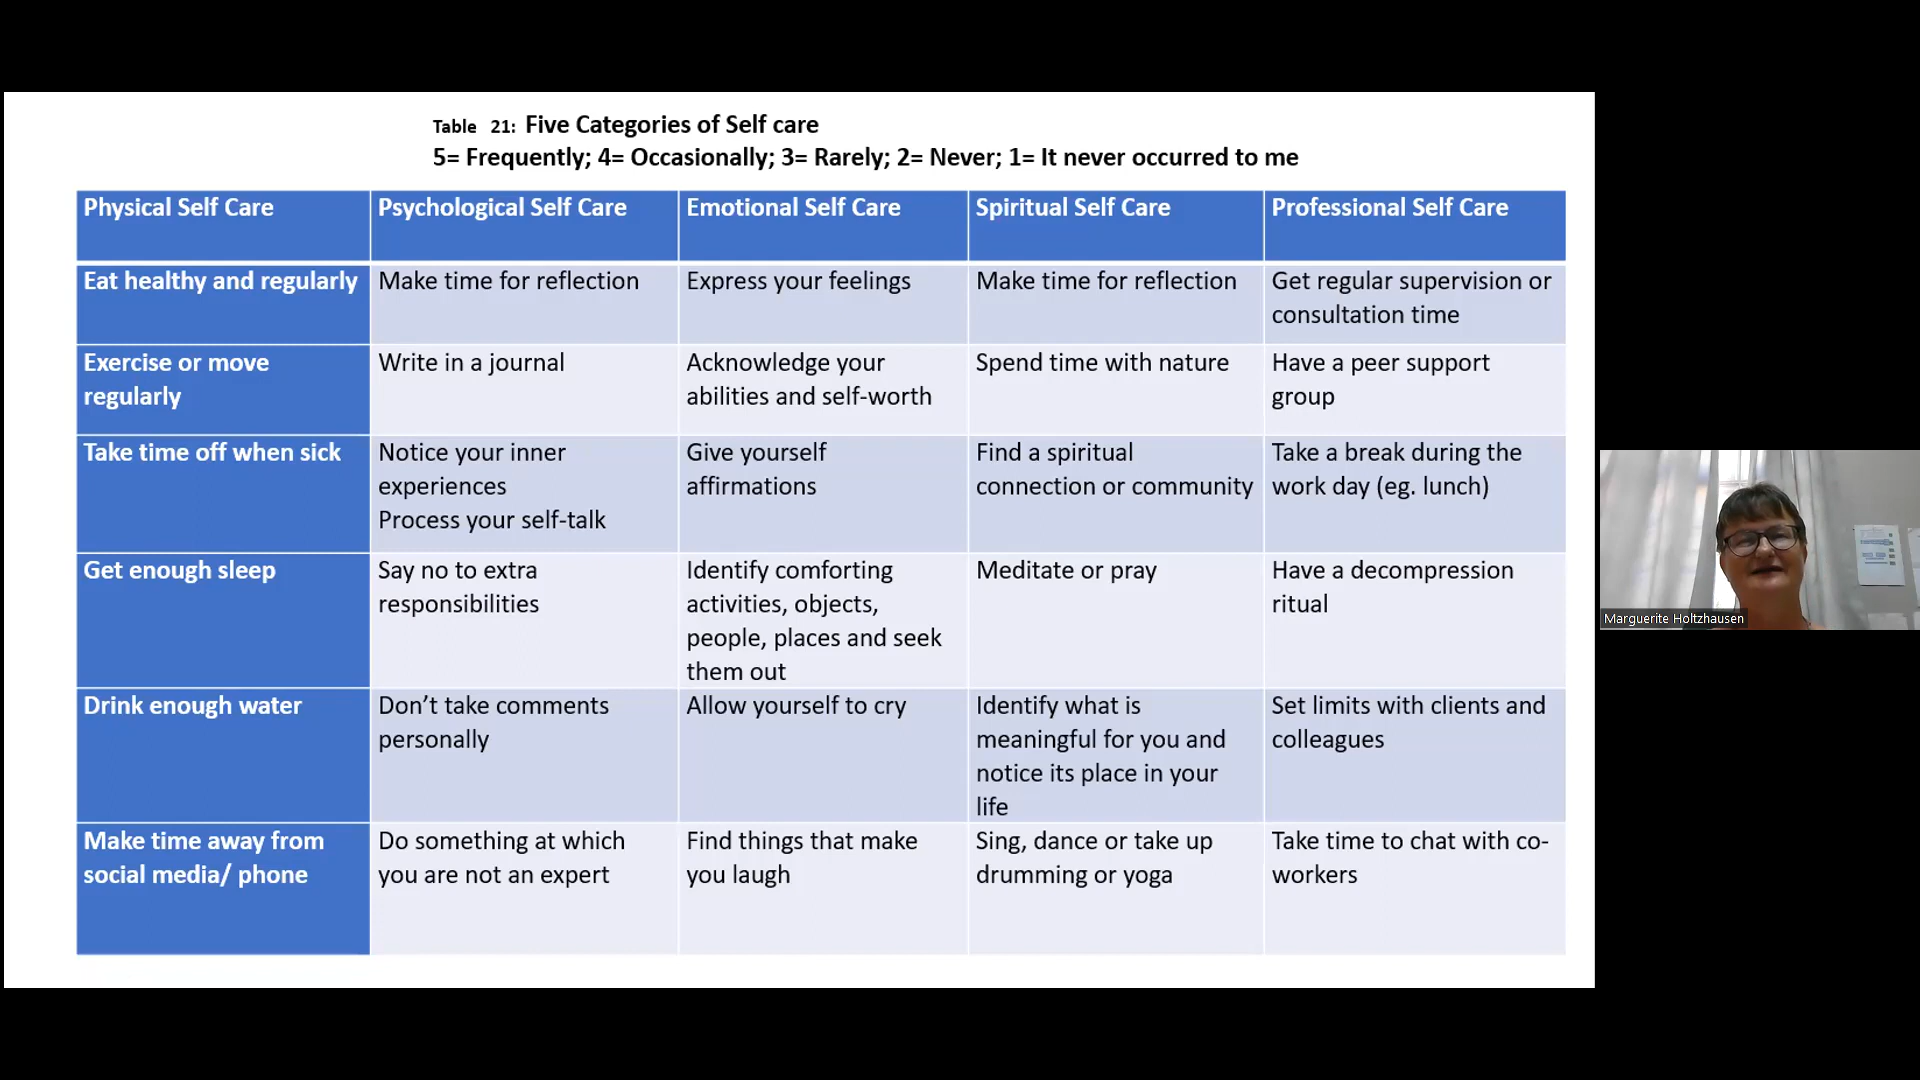 Table 21: Five Categories of Self care
5= Frequently; 4= Occasionally; 3= Rarely; 2= Never; 1= It never occurred to me
Physical Self Care
Psychological Self Care
Emotional Self Care
Spiritual Self Care
Professional Self Care
Eat healthy and regularly
Make time for reflection
Express your feelings
Make time for reflection
Get regular supervision or
consultation time
Exercise or move
regularly
Write in a journal
Acknowledge your
abilities and self-worth
Spend time with nature
Have a peer support
group
Take time off when sick
Notice your inner
experiences
Process your self-talk
Give yourself
affirmations
Find a spiritual
connection or community
Take a break during the
work day (eg. lunch)
Get enough sleep
Say no to extra
responsibilities
Identify comforting
activities, objects,
people, places and seek
them out
Meditate or pray
Have a decompression
ritual
Drink enough water
Don’t take comments
personally
Allow yourself to cry
Identify what is
meaningful for you and
notice its place in your
life
Set limits with clients and
colleagues
Make time away from
social media/ phone
Do something at which
you are not an expert
Find things that make
you laugh
Sing, dance or take up
drumming or yoga
Take time to chat with co-
workers
Marguerite Holtzhausen